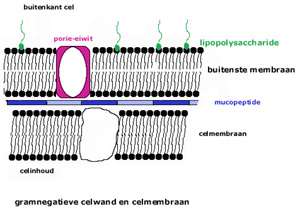 buitenkant cel
porie-eiwit
lipopolysaccharide
buitenste membraan
mucopeptide
celmembraan
celinhoud
gramnegatieve celwand en celmembraan